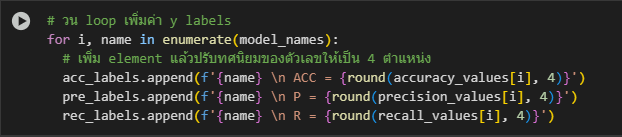 # วน loop เพิ่มค่า y labels
for i, name in enumerate(model_names):
  # เพิ่ม element แล้วปรับทศนิยมของตัวเลขให้เป็น 4 ตำแหน่ง
  acc_labels.append(f'{name} \n ACC = {round(accuracy_values[i], 4)}')
  pre_labels.append(f'{name} \n P = {round(precision_values[i], 4)}')
  rec_labels.append(f'{name} \n R = {round(recall_values[i], 4)}')